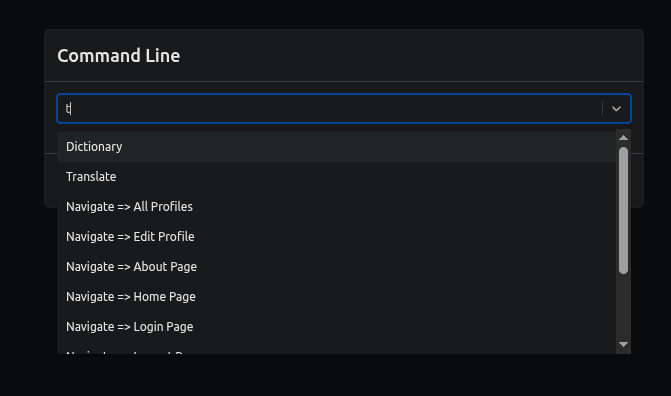 Command Line
t
Dictionary
Translate
Navigate => All Profiles
Navigate => Edit Profile
Navigate => About Page
Navigate => Home Page
Navigate => Login Page